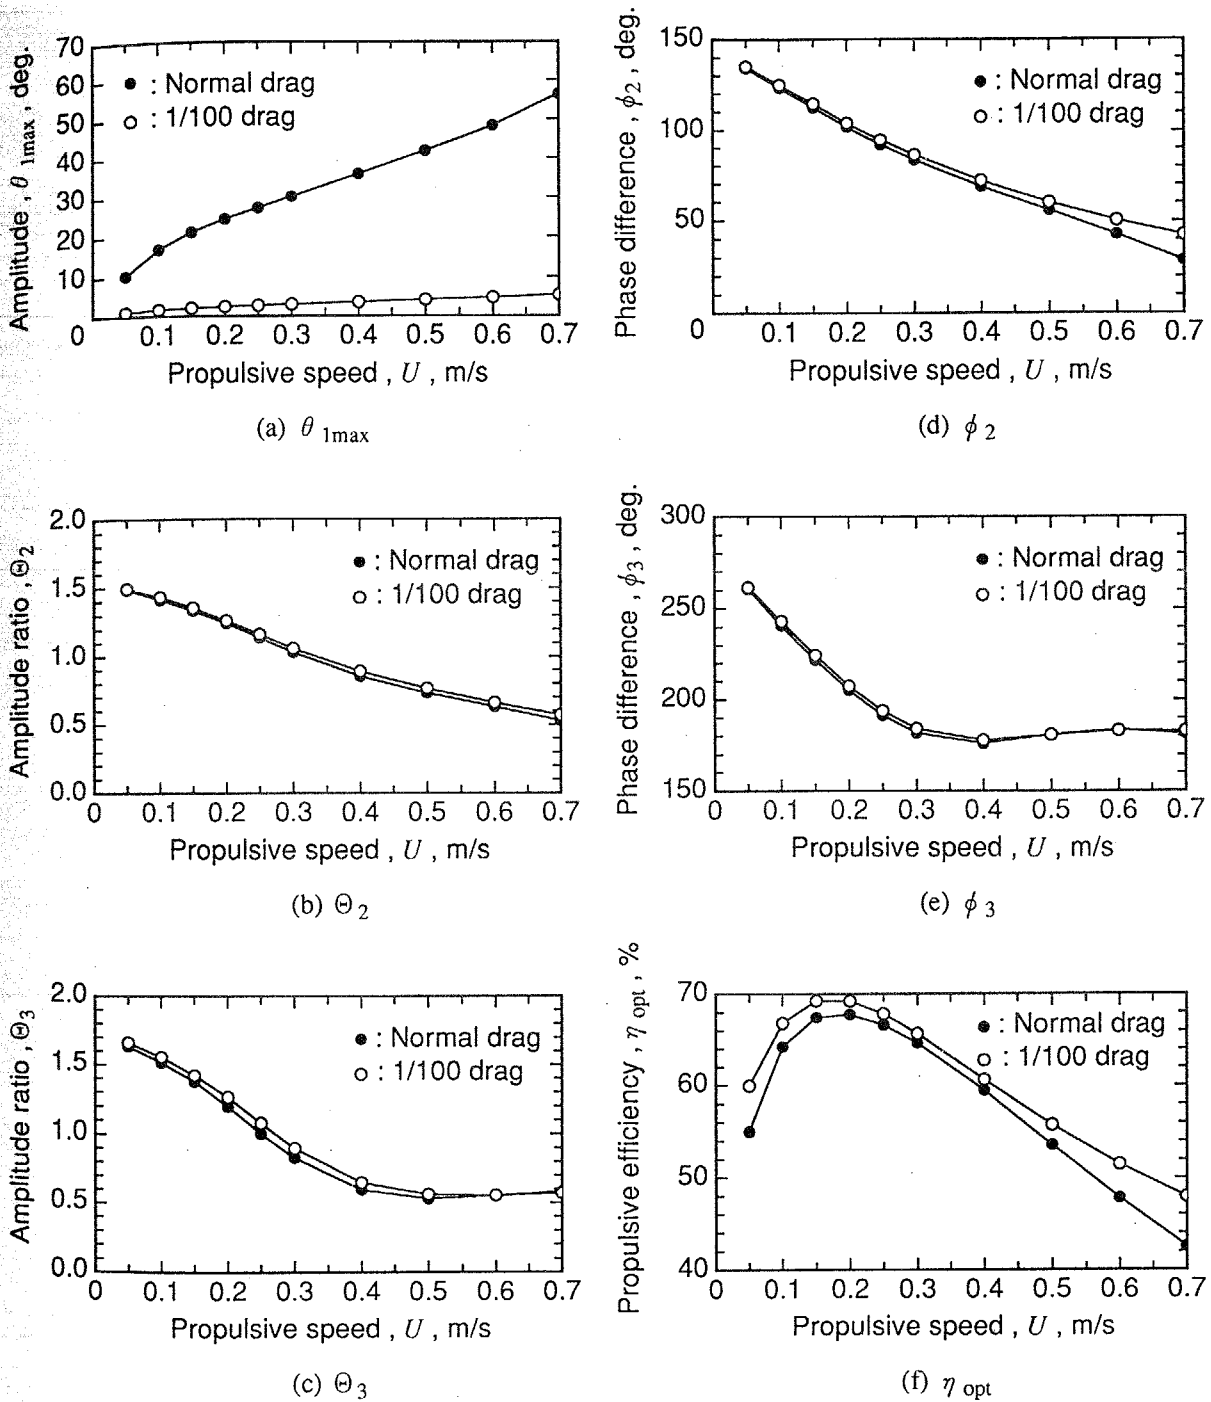 Amplitude , θ 1max , deg.
70
60
50
40
30
20
10
● : Normal drag
○ : 1/100 drag
0 0.1 0.2 0.3 0.4 0.5 0.6 0.7
Propulsive speed , U , m/s
(a) θ 1max
Phase difference , ϕ2 , deg.
150
100
50
0
● : Normal drag
○ : 1/100 drag
0 0.1 0.2 0.3 0.4 0.5 0.6 0.7
Propulsive speed , U , m/s
(d) ϕ 2
Amplitude ratio , Θ2
2.0
1.5
1.0
0.5
0.0
● : Normal drag
○ : 1/100 drag
0 0.1 0.2 0.3 0.4 0.5 0.6 0.7
Propulsive speed , U , m/s
(b) Θ 2
Phase difference , ϕ3 , deg.
300
250
200
150
● : Normal drag
○ : 1/100 drag
0 0.1 0.2 0.3 0.4 0.5 0.6 0.7
Propulsive speed , U , m/s
(e) ϕ 3
Amplitude ratio , Θ3
2.0
1.5
1.0
0.5
0.0
● : Normal drag
○ : 1/100 drag
0 0.1 0.2 0.3 0.4 0.5 0.6 0.7
Propulsive speed , U , m/s
(c) Θ 3
Propulsive efficiency , η opt , %
70
60
50
40
● : Normal drag
○ : 1/100 drag
0 0.1 0.2 0.3 0.4 0.5 0.6 0.7
Propulsive speed , U , m/s
(f) η opt